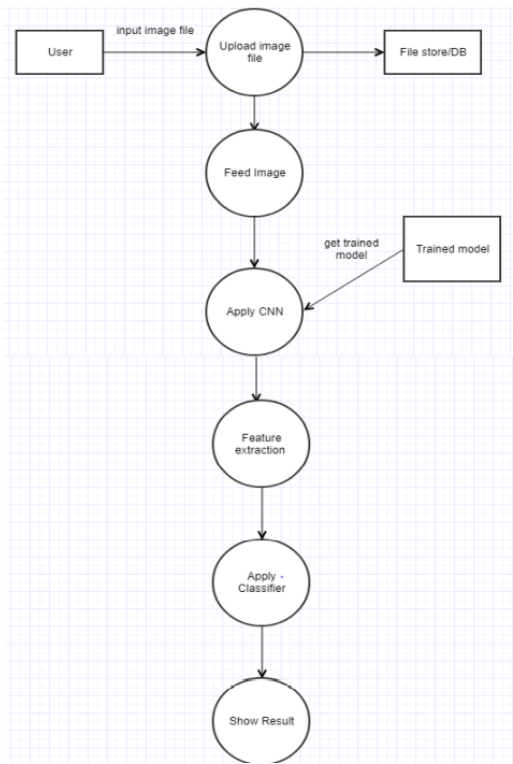 input image file
User
Upload image
file
File store/DB
Feed Image
get trained
model
Trained model
Apply CNN
Feature
extraction
Apply
Classifier
Show Result